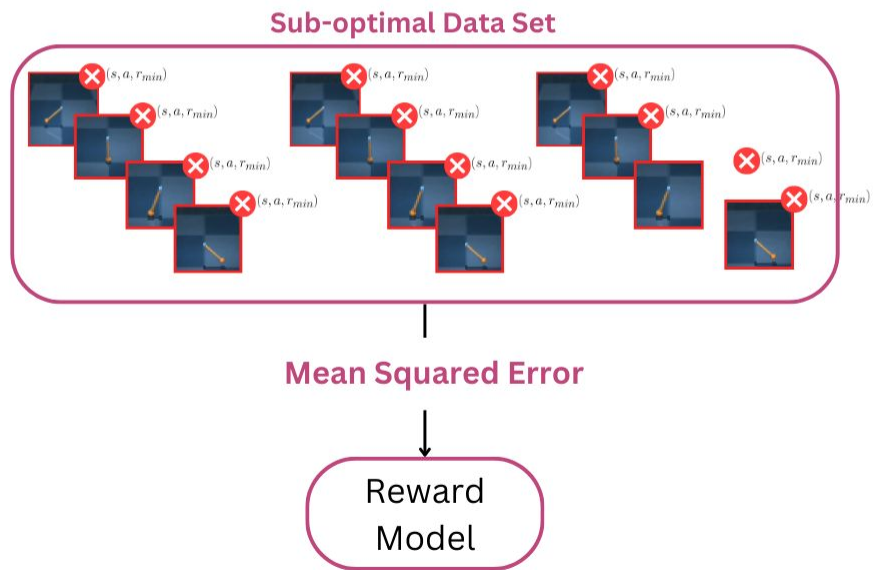 Sub-optimal Data Set
(s, a, r_min) (s, a, r_min) (s, a, r_min)
(s, a, r_min) (s, a, r_min) (s, a, r_min)
(s, a, r_min) (s, a, r_min) (s, a, r_min)
(s, a, r_min) (s, a, r_min) (s, a, r_min)
Mean Squared Error
Reward
Model